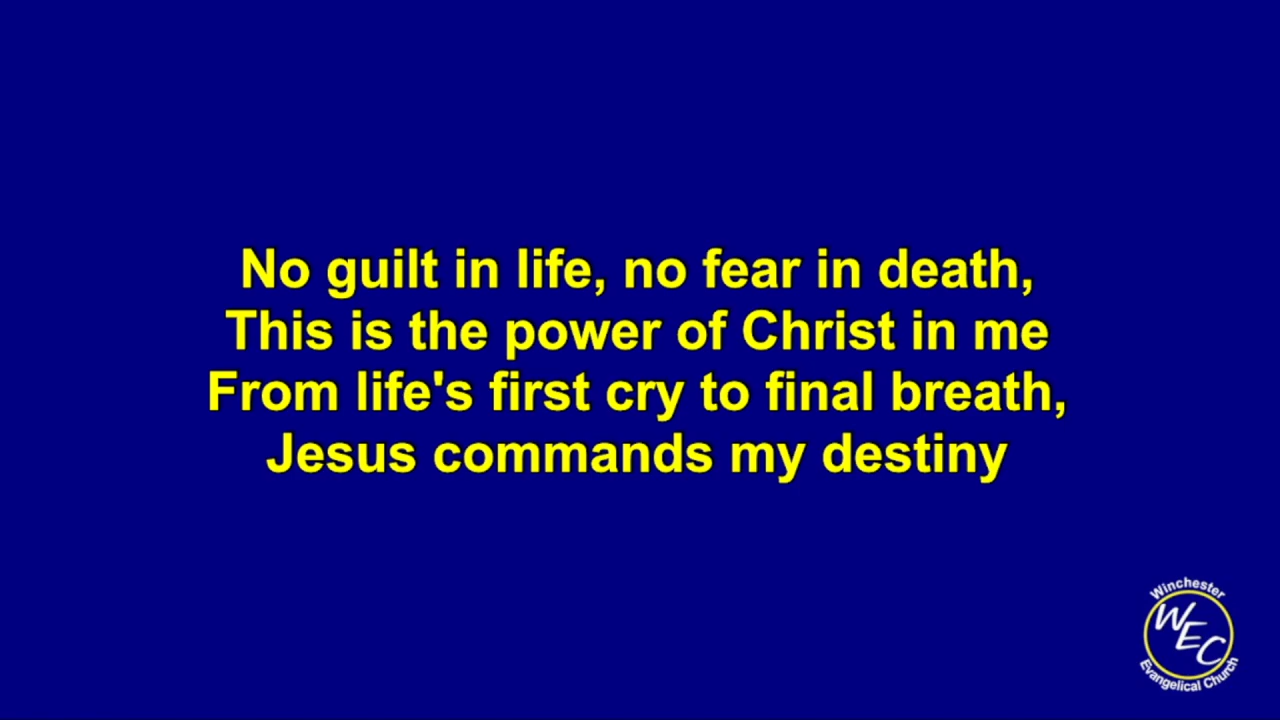 No guilt in life, no fear in death,
This is the power of Christ in me
From life's first cry to final breath,
Jesus commands my destiny
Winchester
WEC
Evangelical Church